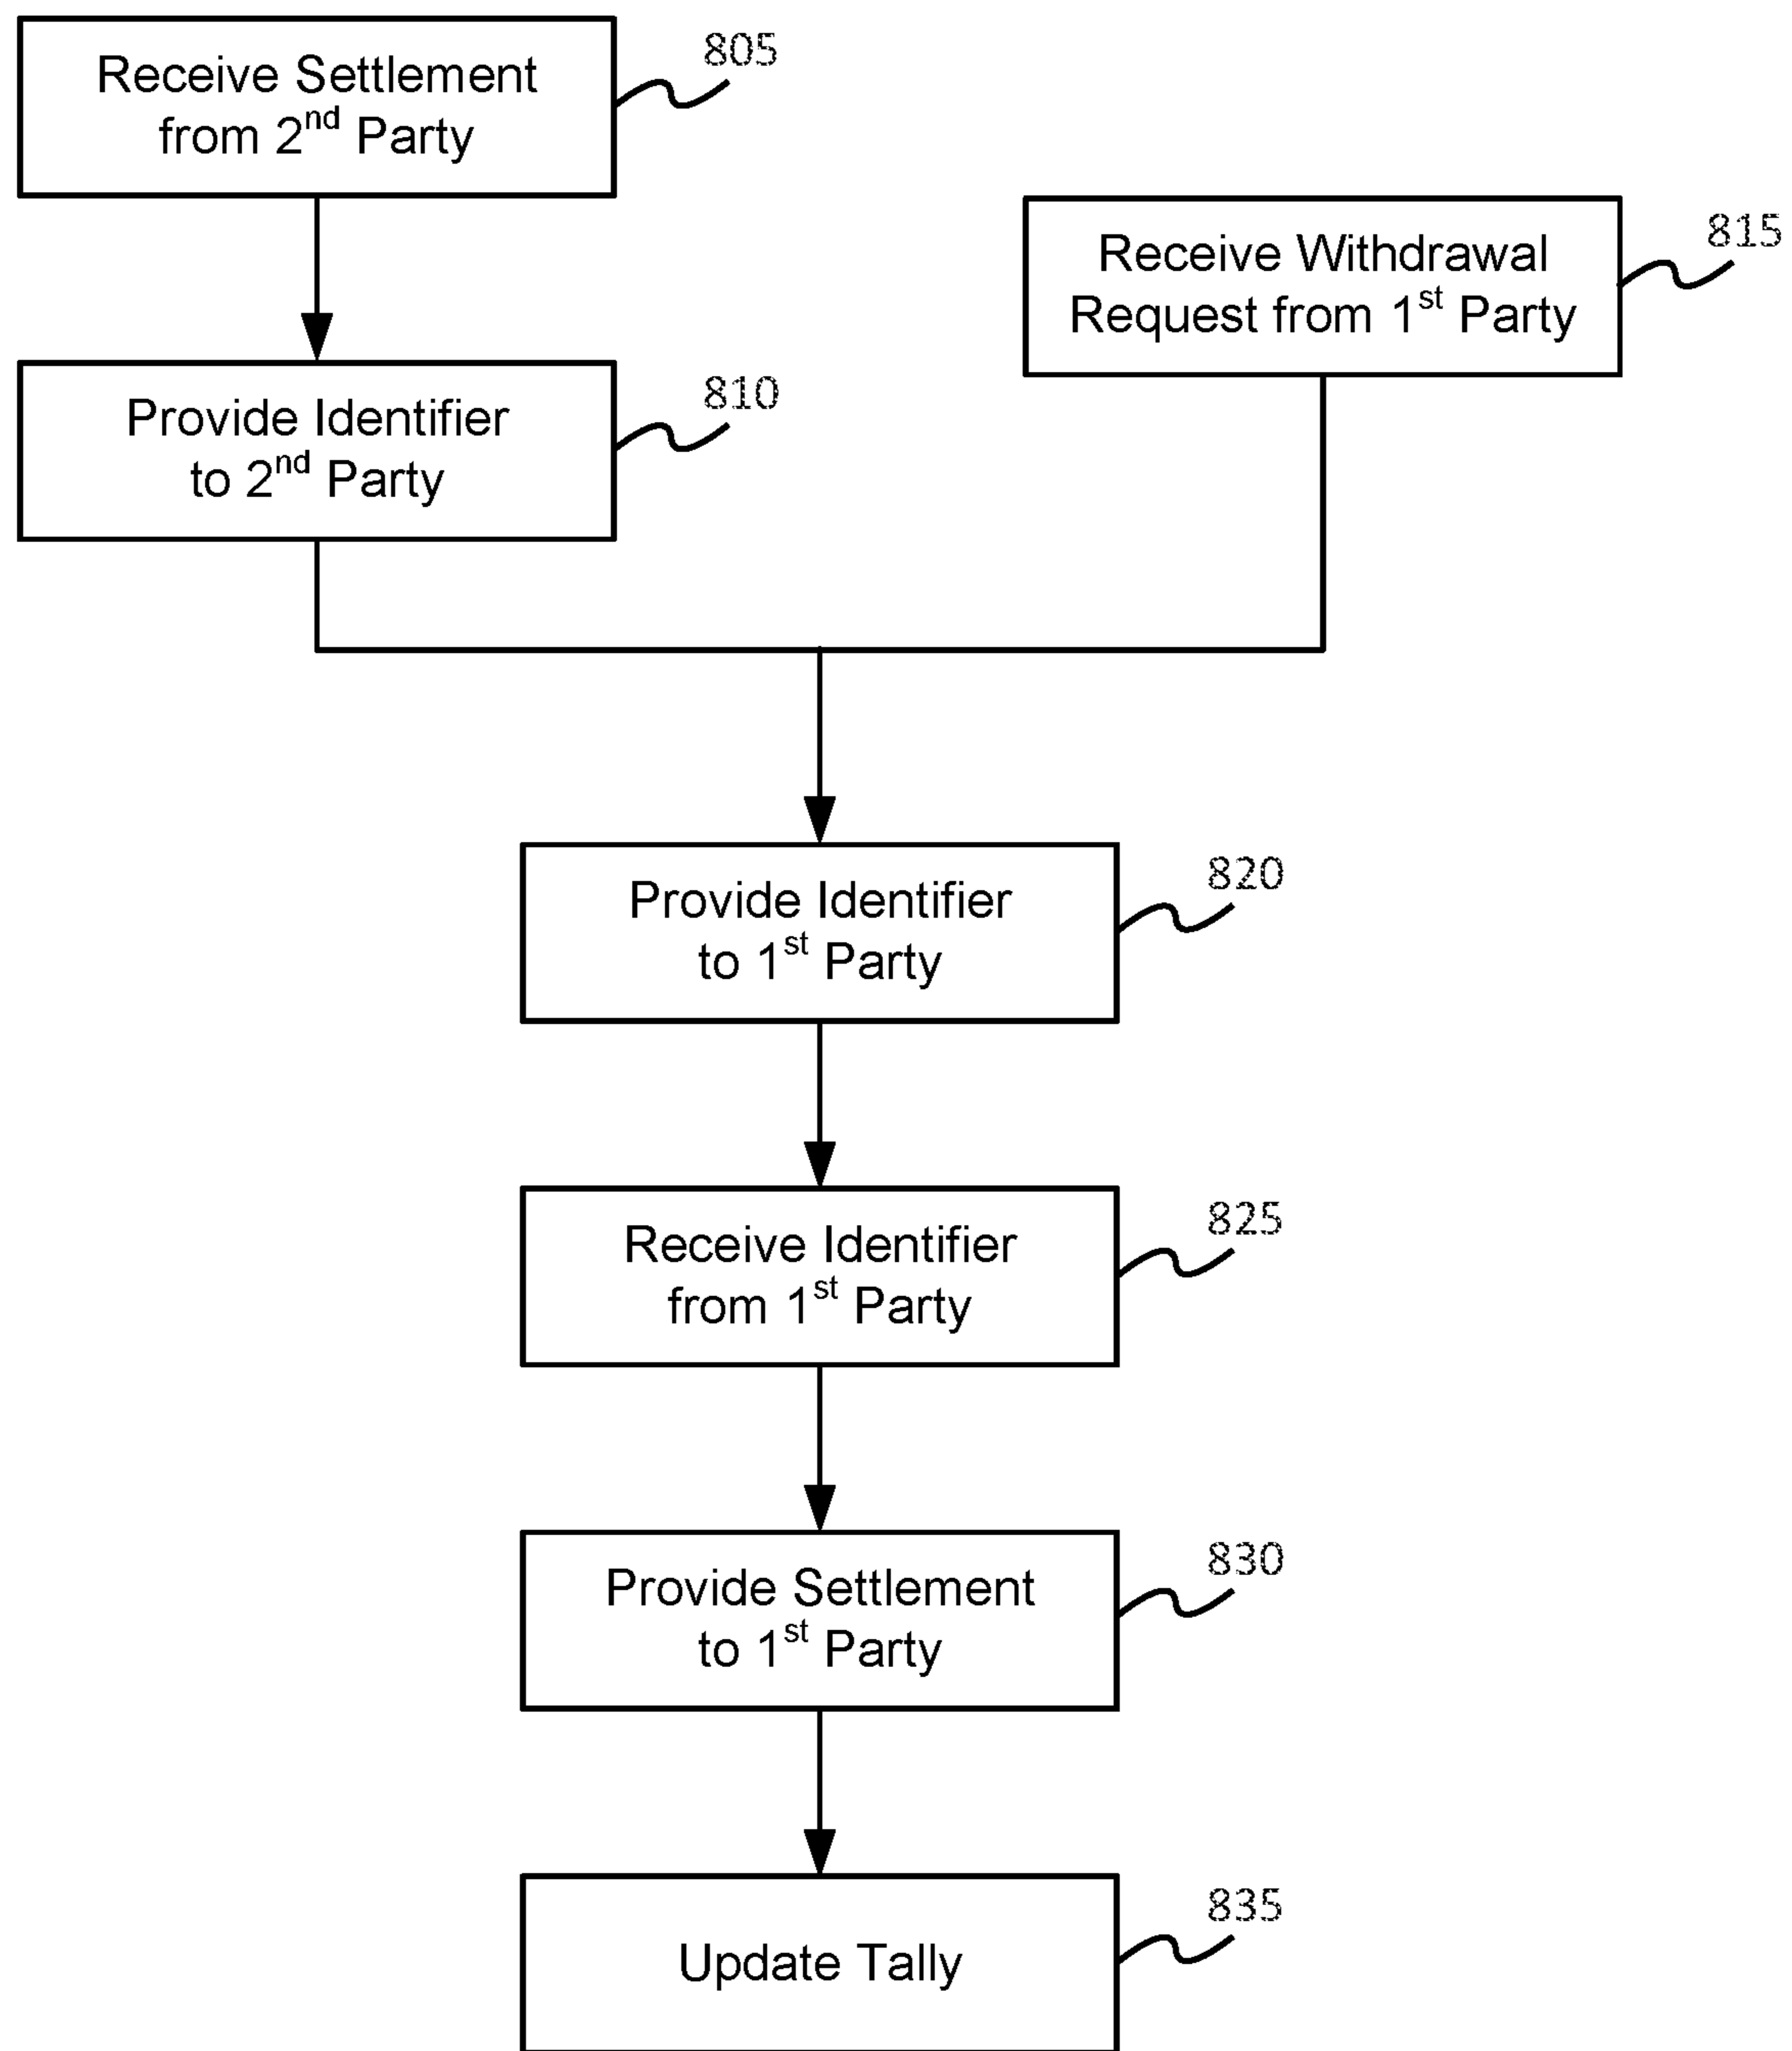 Receive Settlement
from 2nd Party
805
Provide Identifier
to 2nd Party
810
Receive Withdrawal
Request from 1st Party
815
Provide Identifier
to 1st Party
820
Receive Identifier
from 1st Party
825
Provide Settlement
to 1st Party
830
Update Tally
835